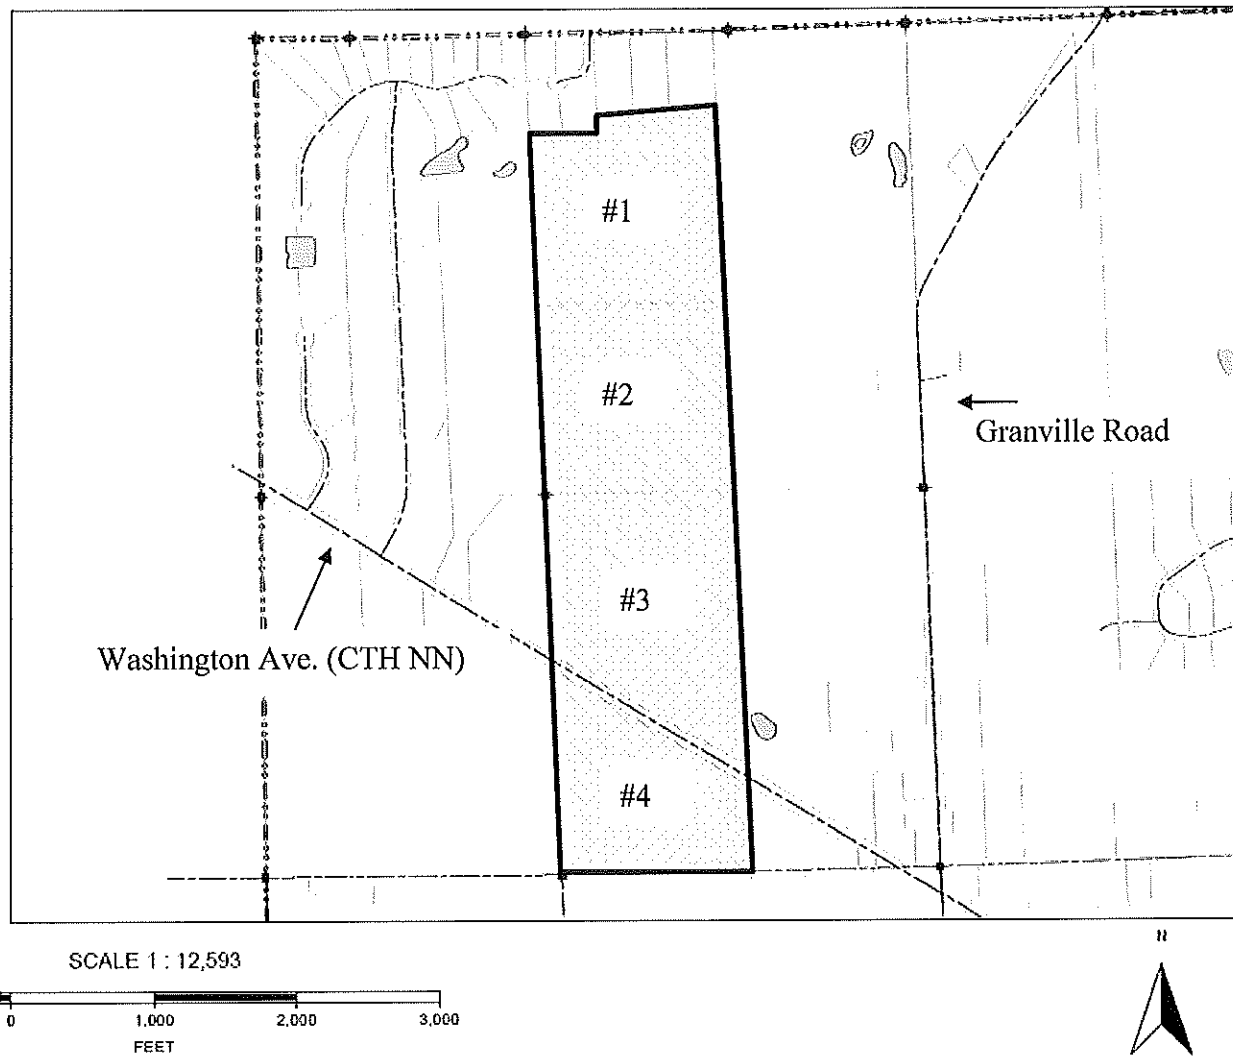 #1
#2
Granville Road
#3
Washington Ave. (CTH NN)
#4
SCALE 1 : 12,593
0 1,000 2,000 3,000
FEET
N